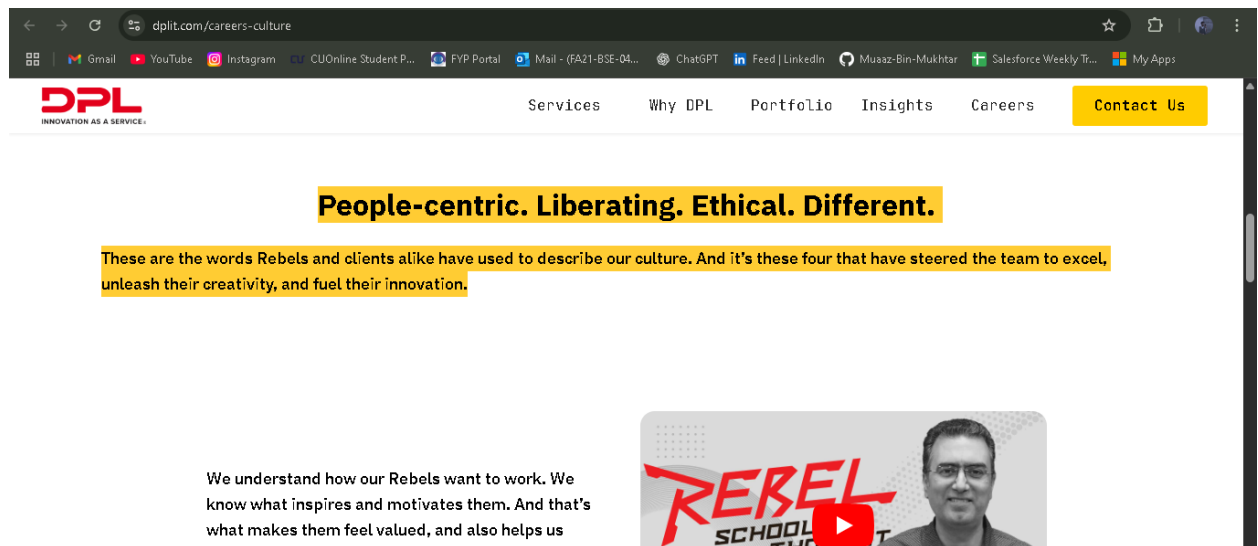 dplit.com/careers-culture
Gmail YouTube Instagram CUOnline Student P... FYP Portal Mail - (FA21-BSE-04... ChatGPT Feed | LinkedIn Muaaz-Bin-Mukhtar Salesforce Weekly Tr... My Apps
DPL
INNOVATION AS A SERVICE
Services Why DPL Portfolio Insights Careers Contact Us
People-centric. Liberating. Ethical. Different.
These are the words Rebels and clients alike have used to describe our culture. And it’s these four that have steered the team to excel,
unleash their creativity, and fuel their innovation.
We understand how our Rebels want to work. We
know what inspires and motivates them. And that’s
what makes them feel valued, and also helps us
REBEL
SCHOOL